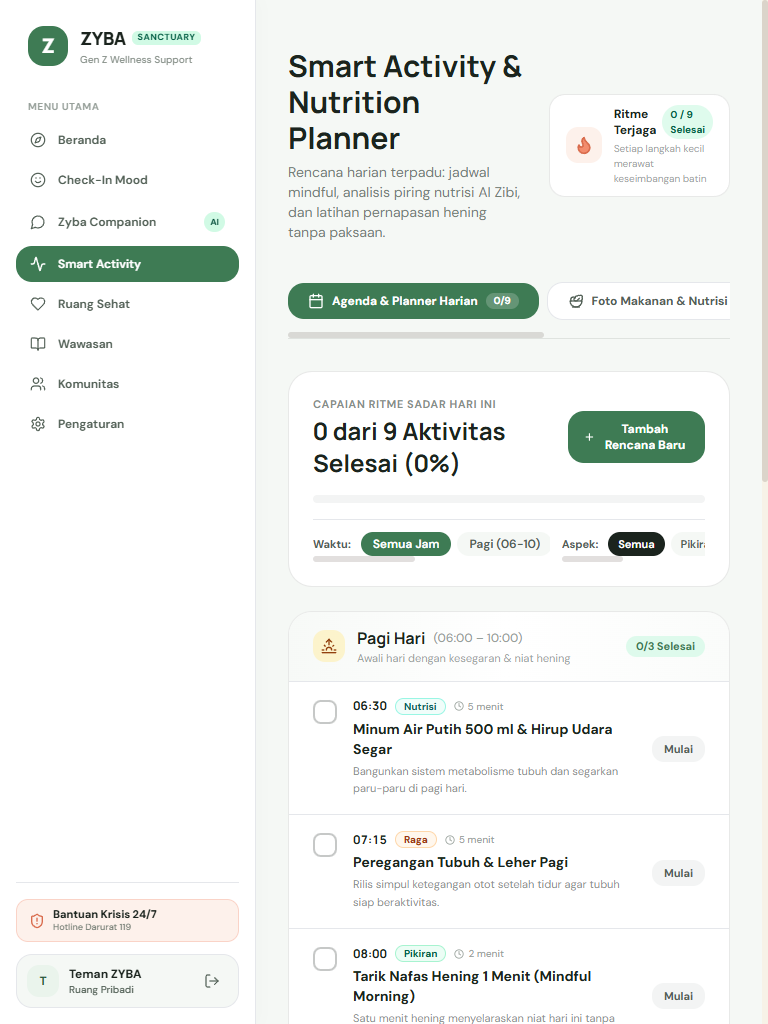 Z
ZYBA SANCTUARY
Gen Z Wellness Support
MENU UTAMA
Beranda
Check-In Mood
Zyba Companion AI
Smart Activity
Ruang Sehat
Wawasan
Komunitas
Pengaturan
Bantuan Krisis 24/7
Hotline Darurat 119
T
Teman ZYBA
Ruang Pribadi
Smart Activity &
Nutrition
Planner
Rencana harian terpadu: jadwal
mindful, analisis piring nutrisi AI Zibi,
dan latihan pernapasan hening
tanpa paksaan.
Ritme
Terjaga
0 / 9
Selesai
Setiap langkah kecil
merawat
keseimbangan batin
Agenda & Planner Harian 0/9
Foto Makanan & Nutrisi
CAPAIAN RITME SADAR HARI INI
0 dari 9 Aktivitas
Selesai (0%)
+ Tambah
Rencana Baru
Waktu: Semua Jam Pagi (06-10) Aspek: Semua
Pagi Hari (06:00 – 10:00)
Awali hari dengan kesegaran & niat hening
0/3 Selesai
06:30 Nutrisi 5 menit
Minum Air Putih 500 ml & Hirup Udara
Segar
Bangunkan sistem metabolisme tubuh dan segarkan
paru-paru di pagi hari.
Mulai
07:15 Raga 5 menit
Peregangan Tubuh & Leher Pagi
Rilis simpul ketegangan otot setelah tidur agar tubuh
siap beraktivitas.
Mulai
08:00 Pikiran 2 menit
Tarik Nafas Hening 1 Menit (Mindful
Morning)
Satu menit hening menyelaraskan niat hari ini tanpa
Mulai